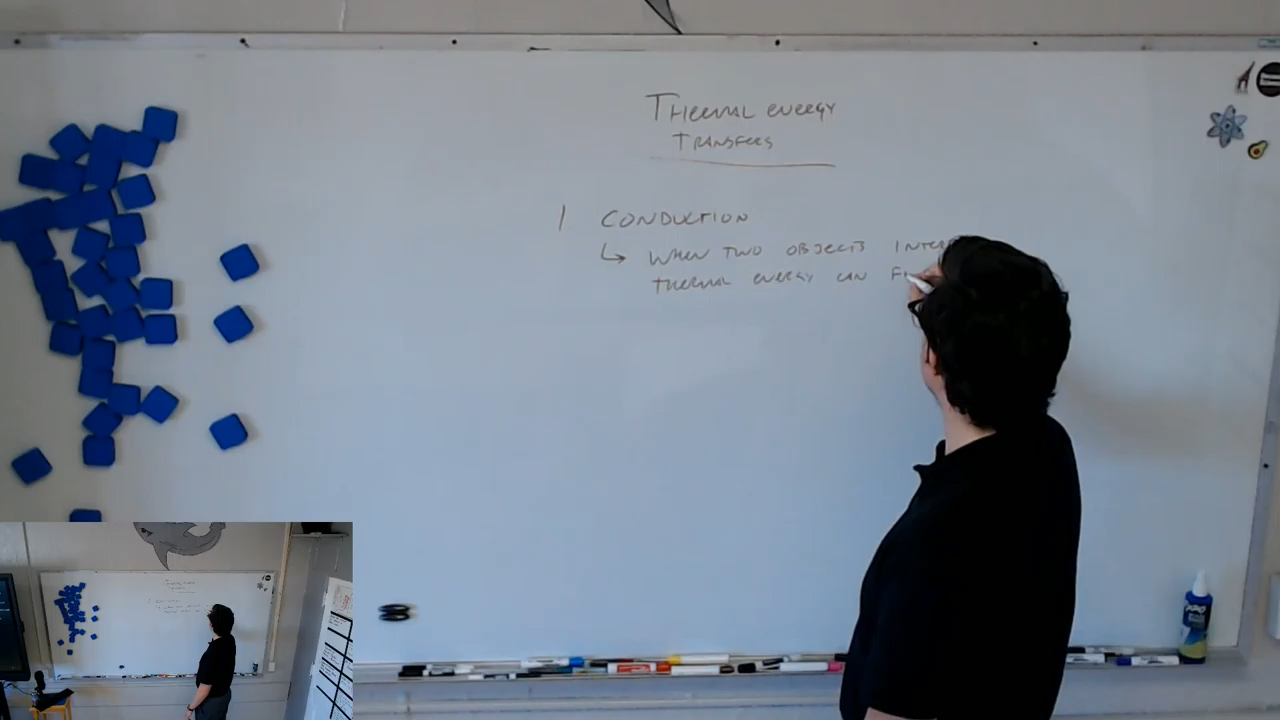 THERMAL ENERGY
TRANSFERS
1 CONDUCTION
↳ WHEN TWO OBJECTS
THERMAL ENERGY CAN